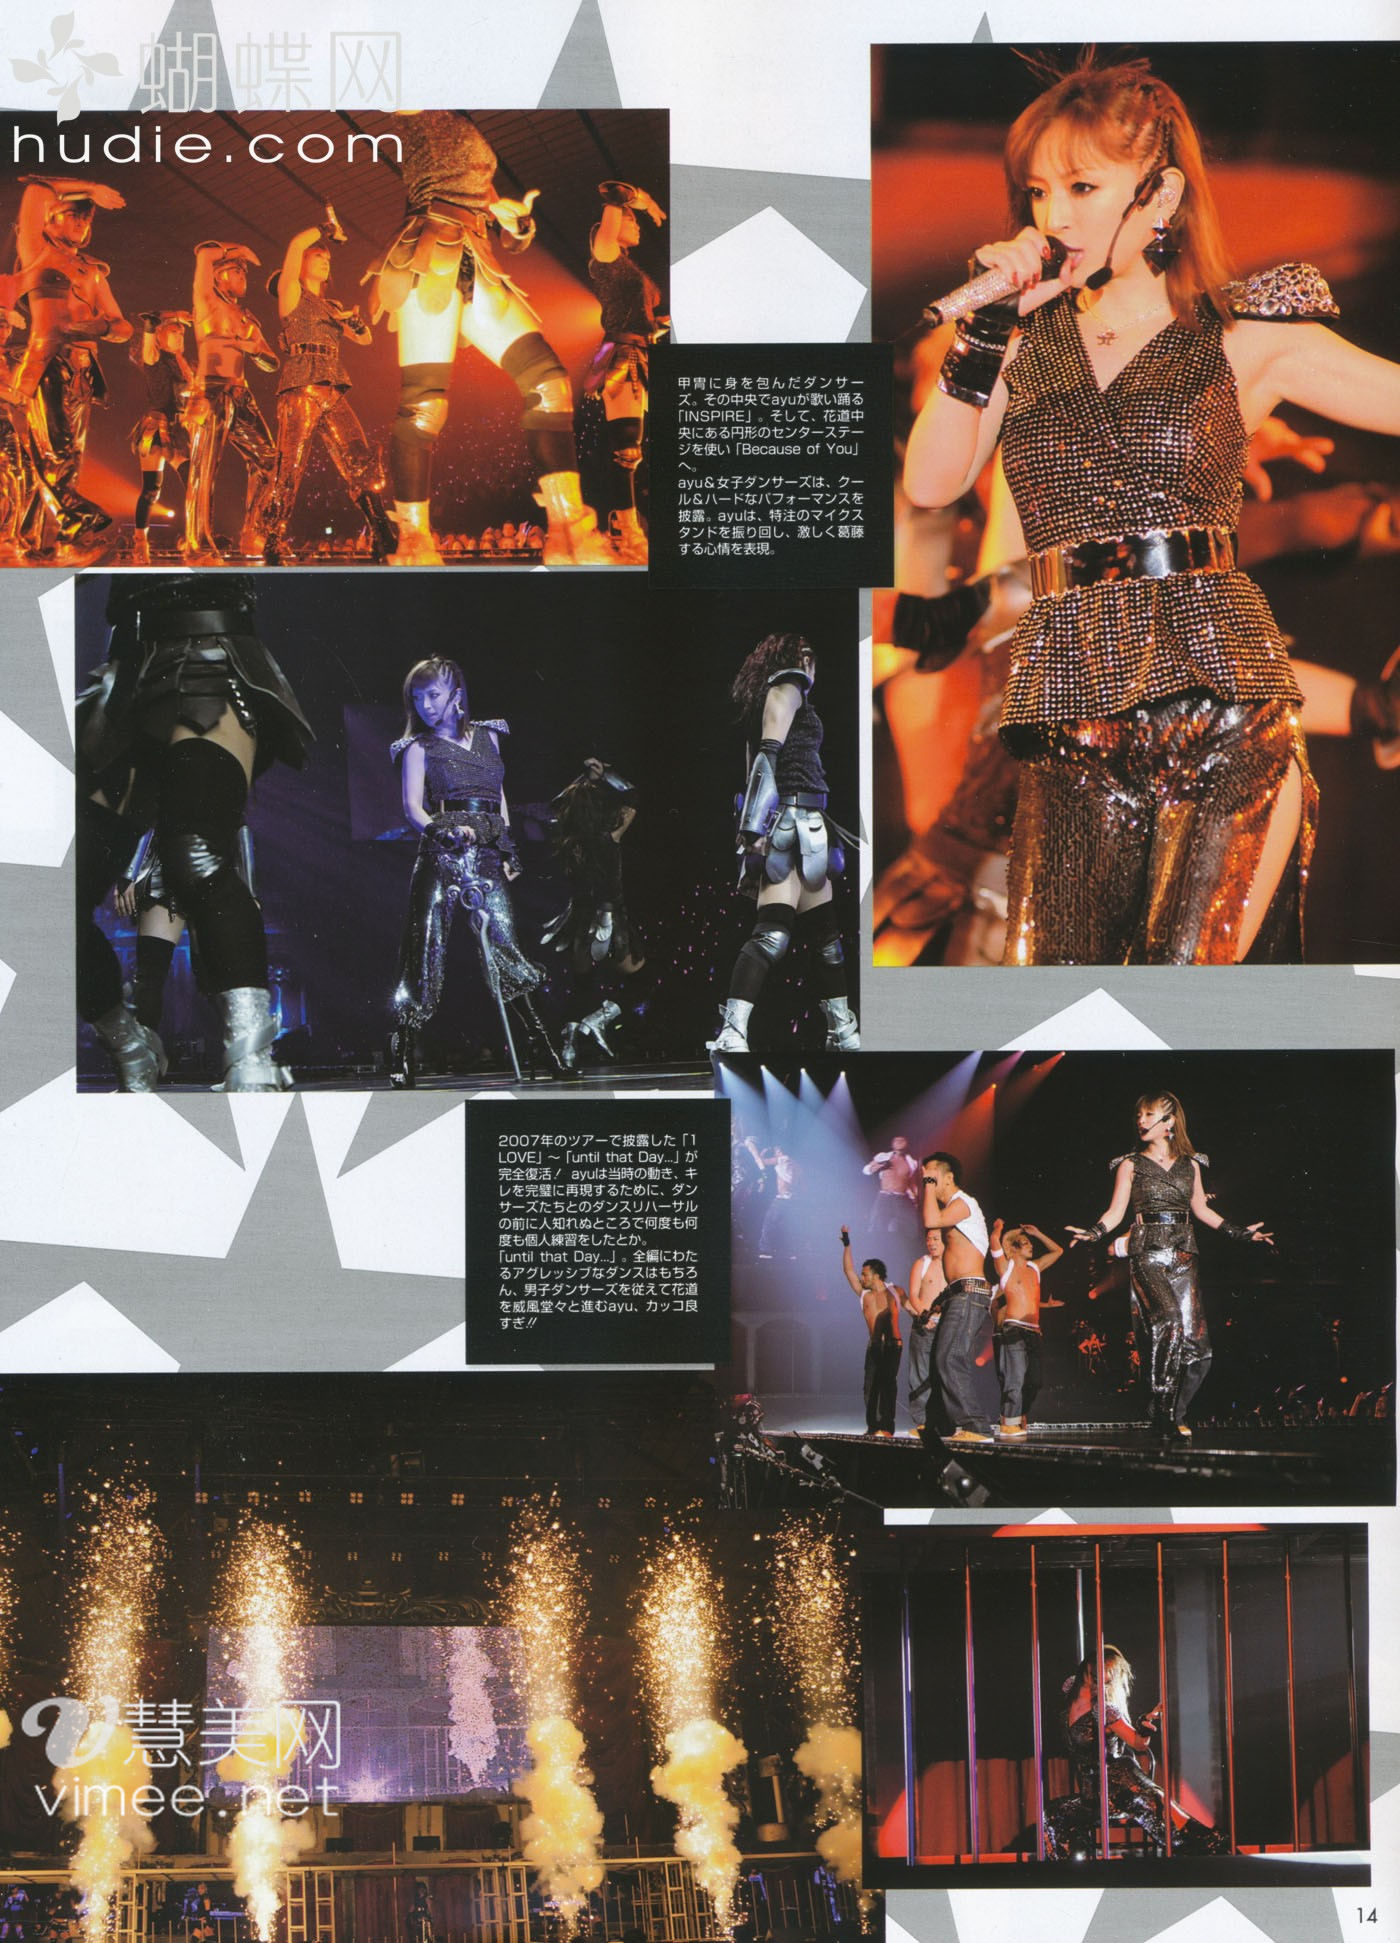 蝴蝶网
hudie.com
甲冑に身を包んだダンサー
ズ。その中央でayuが歌い踊る
「INSPIRE」。そして、花道中
央にある円形のセンターステー
ジを使い「Because of You」
へ。
ayu&女子ダンサーズは、クー
ル&ハードなパフォーマンスを
披露。ayuは、特注のマイクス
タンドを振り回し、激しく葛藤
する心情を表現。
2007年のツアーで披露した「1
LOVE」〜「until that Day...」が
完全復活! ayuは当時の動き、キ
レを完璧に再現するために、ダン
サーズたちとのダンスリハーサル
の前に人知れぬところで何度も何
度も個人練習をしたとか。
「until that Day...」。全編にわた
るアグレッシブなダンスはもちろ
ん、男子ダンサーズを従えて花道
を威風堂々と進むayu、カッコ良
すぎ!!
慧美网
vimee.net
14